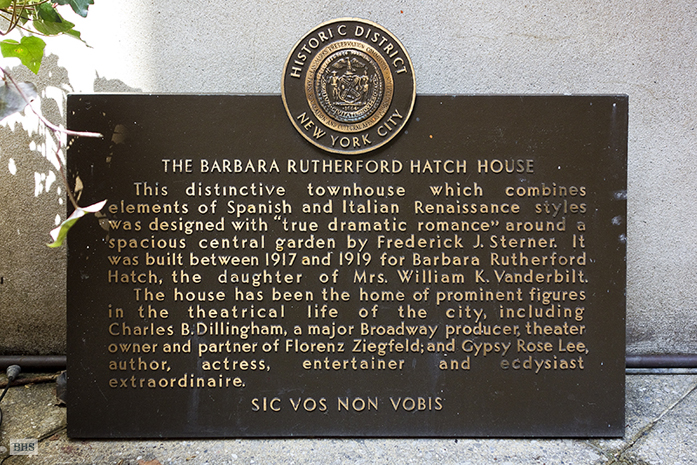 HISTORIC DISTRICT
NEW YORK CITY
THE BARBARA RUTHERFORD HATCH HOUSE
This distinctive townhouse which combines
elements of Spanish and Italian Renaissance styles
was designed with "true dramatic romance" around a
spacious central garden by Frederick J. Sterner. It
was built between 1917 and 1919 for Barbara Rutherford
Hatch, the daughter of Mrs. William K. Vanderbilt.
The house has been the home of prominent figures
in the theatrical life of the city, including
Charles B. Dillingham, a major Broadway producer, theater
owner and partner of Florenz Ziegfeld; and Gypsy Rose Lee,
author, actress, entertainer and ecdysiast
extraordinaire.
SIC VOS NON VOBIS
BHS